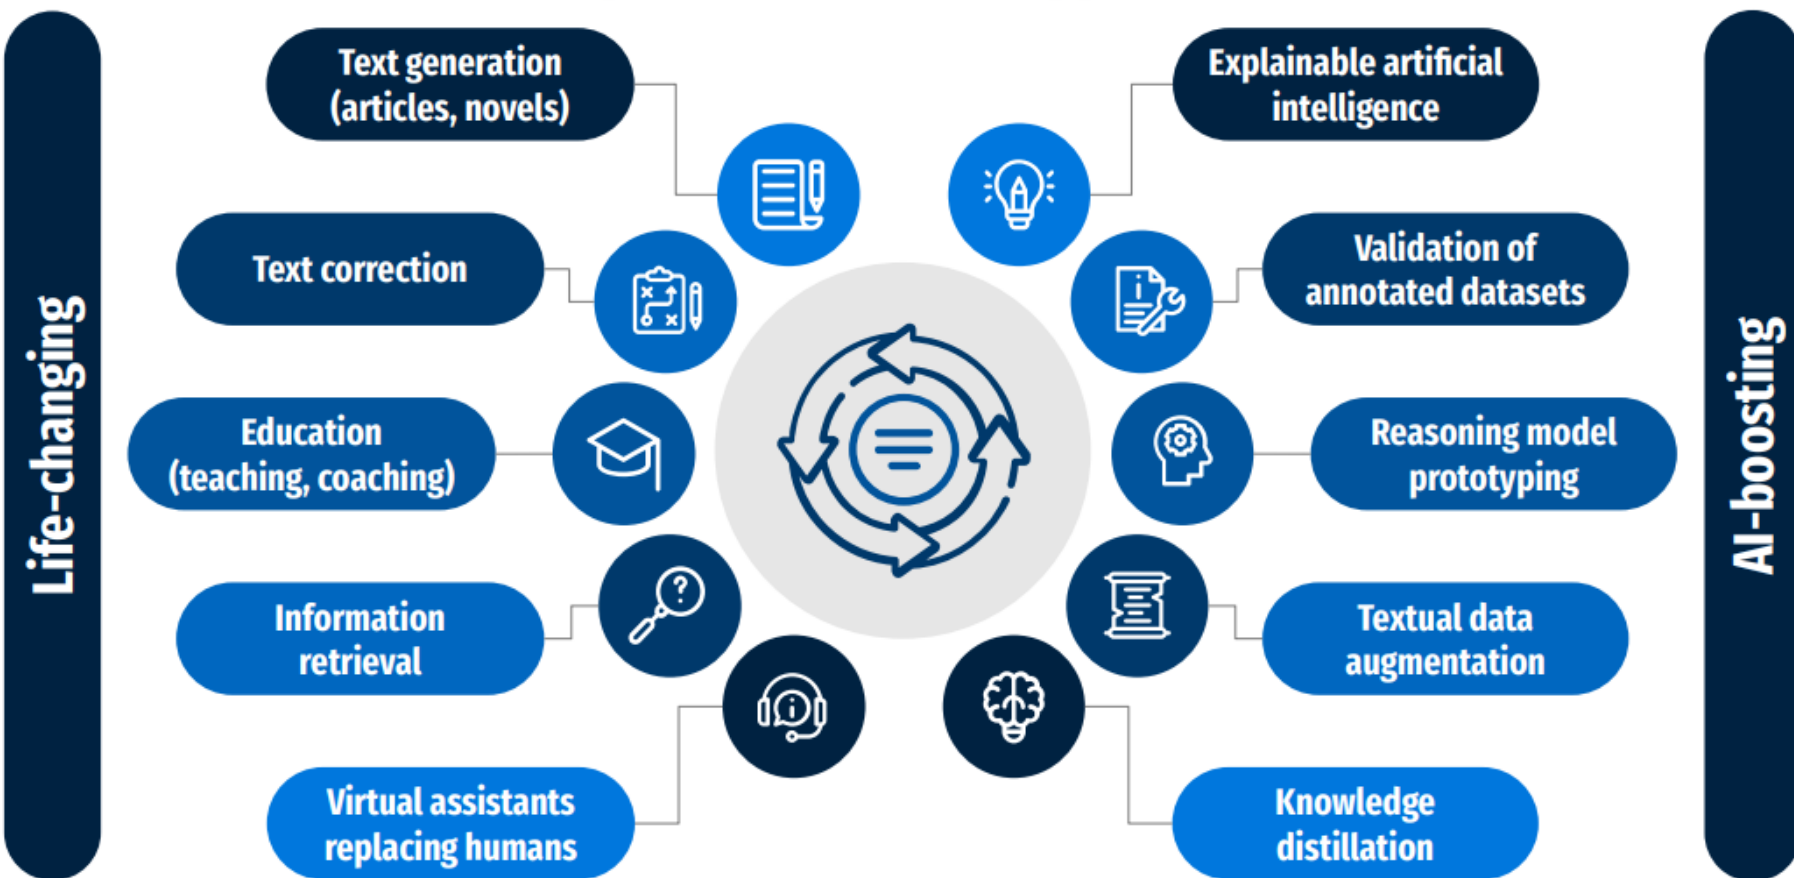 Life-changing
Text generation
(articles, novels)
Text correction
Education
(teaching, coaching)
Information
retrieval
Virtual assistants
replacing humans
Explainable artificial
intelligence
Validation of
annotated datasets
Reasoning model
prototyping
Textual data
augmentation
Knowledge
distillation
AI-boosting